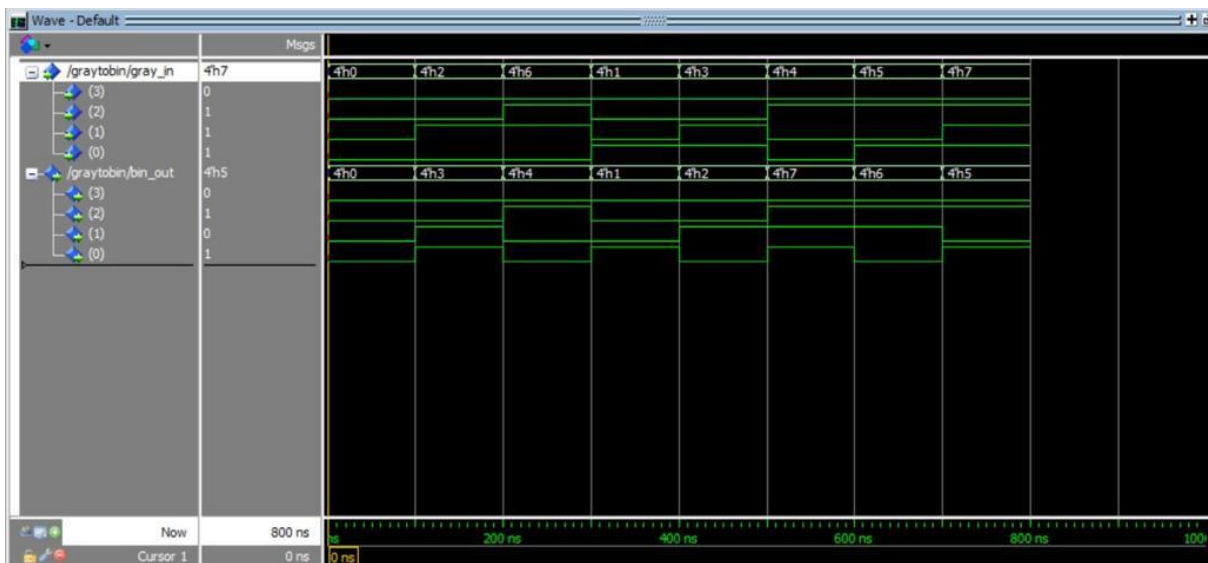 Wave - Default
Msgs
/graytobin/gray_in 4'h7 4'h0 4'h2 4'h6 4'h1 4'h3 4'h4 4'h5 4'h7
(3) 0
(2) 1
(1) 1
(0) 1
/graytobin/bin_out 4'h5 4'h0 4'h3 4'h4 4'h1 4'h2 4'h7 4'h6 4'h5
(3) 0
(2) 1
(1) 0
(0) 1
Now 800 ns ns 200 ns 400 ns 600 ns 800 ns
Cursor 1 0 ns 0 ns